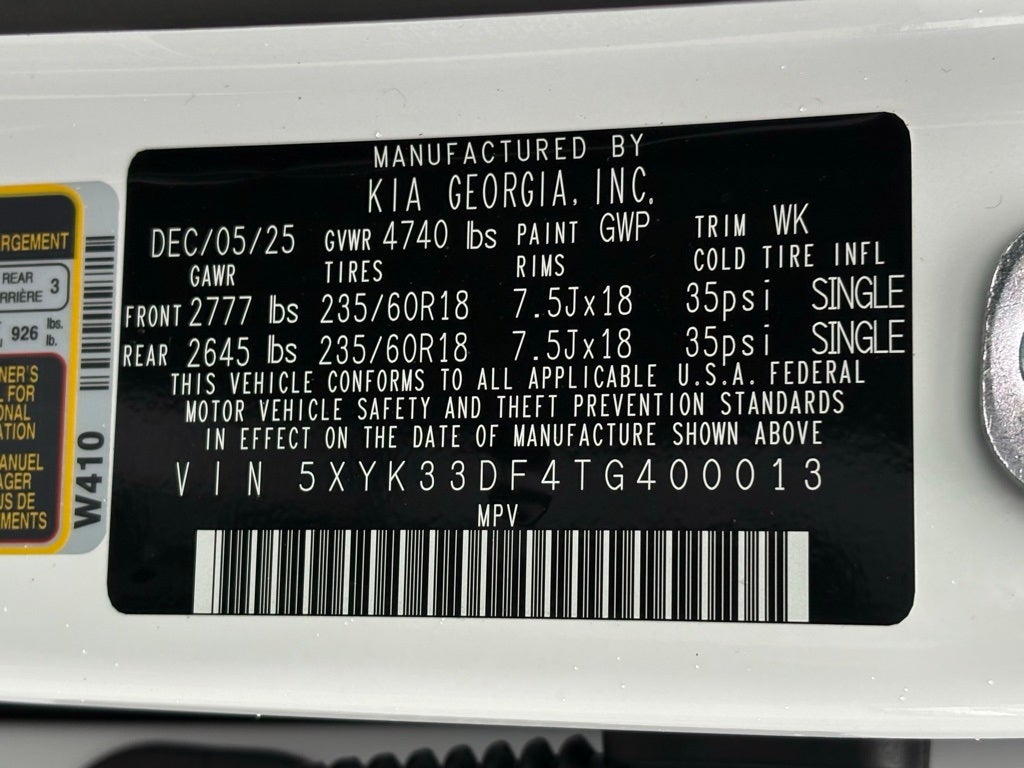 MANUFACTURED BY
KIA GEORGIA, INC.
DEC/05/25 GVWR 4740 lbs PAINT GWP TRIM WK
GAWR TIRES RIMS COLD TIRE INFL
FRONT 2777 lbs 235/60R18 7.5Jx18 35psi SINGLE
REAR 2645 lbs 235/60R18 7.5Jx18 35psi SINGLE
THIS VEHICLE CONFORMS TO ALL APPLICABLE U.S.A. FEDERAL
MOTOR VEHICLE SAFETY AND THEFT PREVENTION STANDARDS
IN EFFECT ON THE DATE OF MANUFACTURE SHOWN ABOVE
VIN 5XYK33DF4TG400013
MPV
REAR 3
926 lbs.
lb.
FOR
W410